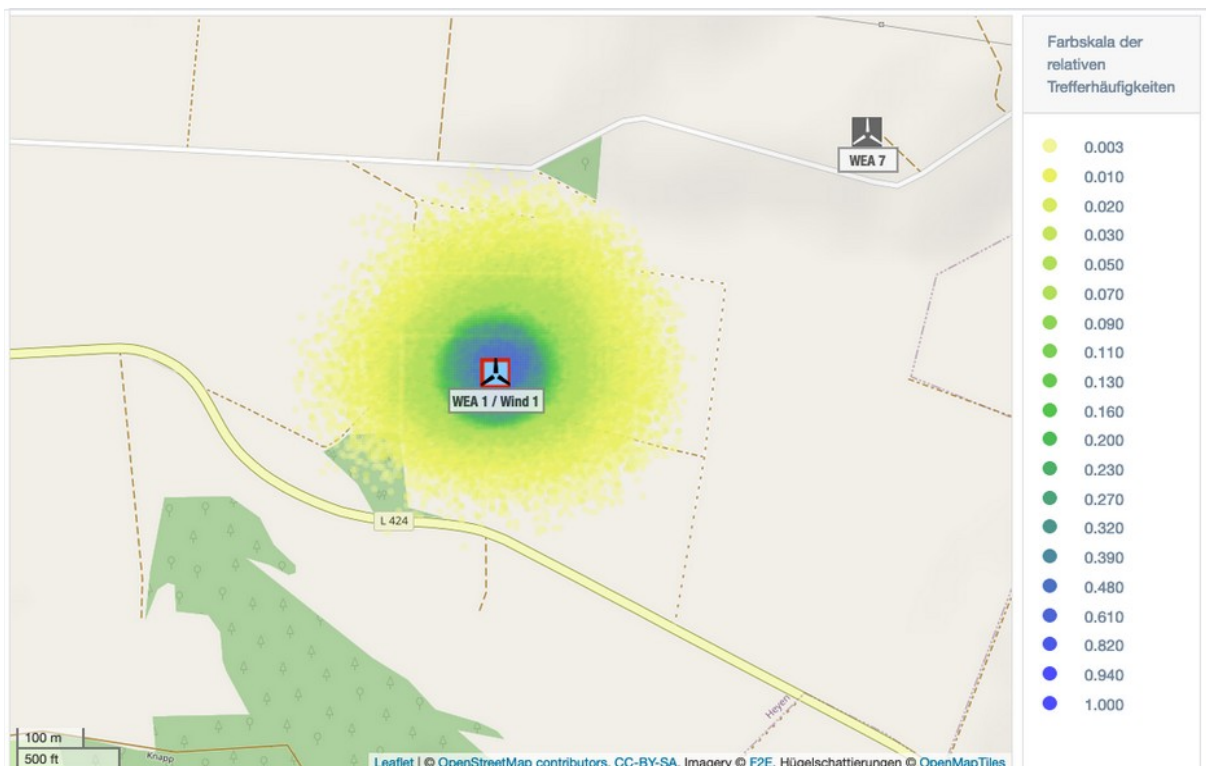 WEA 7
WEA 1 / Wind 1
L 424
Heyen
Knapp
100 m
500 ft
Leaflet | © OpenStreetMap contributors, CC-BY-SA, Imagery © F2E, Hügelschattierungen © OpenMapTiles
Farbskala der
relativen
Trefferhäufigkeiten
0.003
0.010
0.020
0.030
0.050
0.070
0.090
0.110
0.130
0.160
0.200
0.230
0.270
0.320
0.390
0.480
0.610
0.820
0.940
1.000